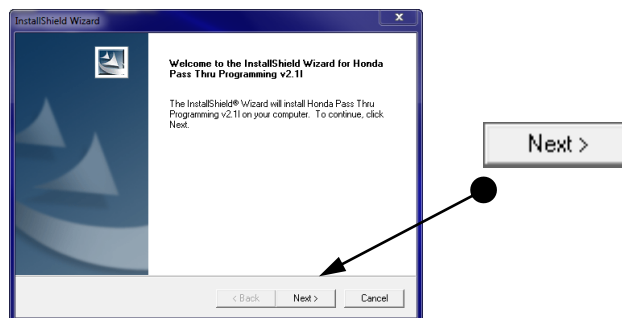 InstallShield Wizard
X
Welcome to the InstallShield Wizard for Honda
Pass Thru Programming v2.1l
The InstallShield® Wizard will install Honda Pass Thru
Programming v2.1l on your computer. To continue, click
Next.
Next >
< Back
Next >
Cancel